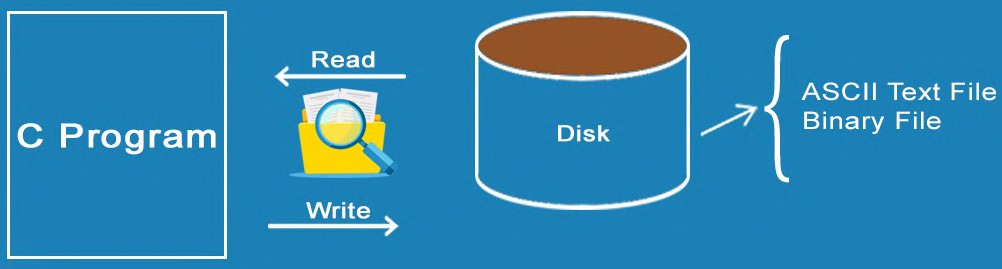 C Program
Read
Write
Disk
ASCII Text File
Binary File